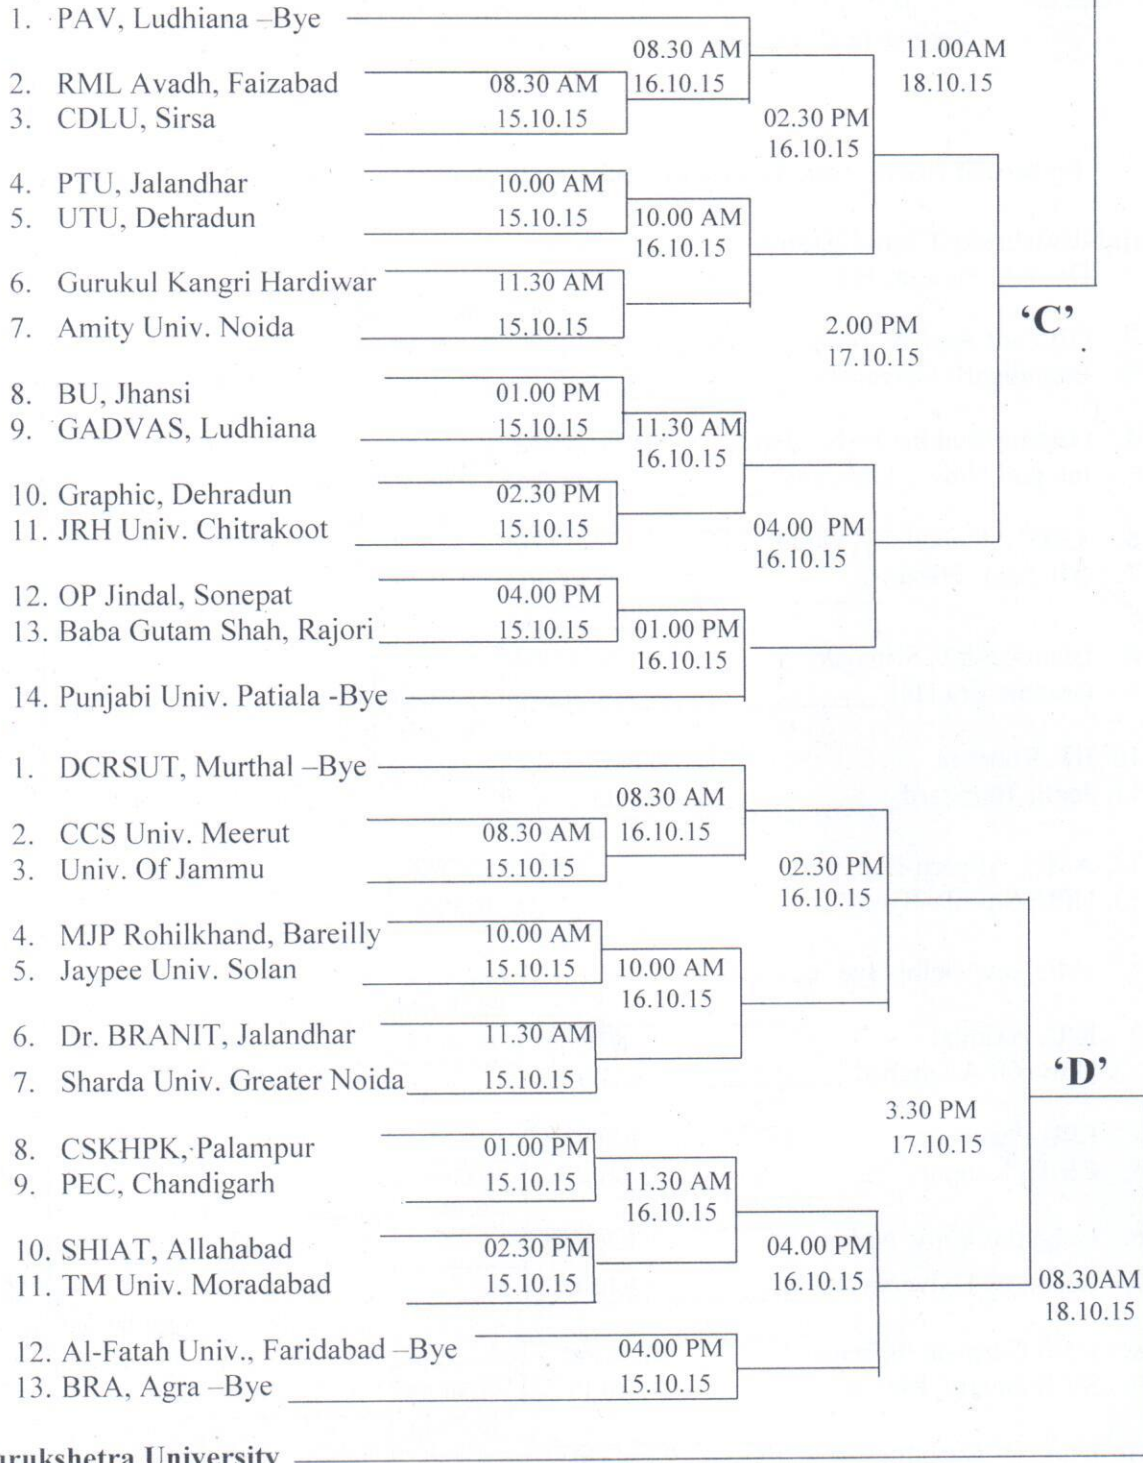 1. PAV, Ludhiana –Bye
08.30 AM 11.00AM
2. RML Avadh, Faizabad 08.30 AM 16.10.15 18.10.15
3. CDLU, Sirsa 15.10.15 02.30 PM
16.10.15
4. PTU, Jalandhar 10.00 AM
5. UTU, Dehradun 15.10.15 10.00 AM
16.10.15
6. Gurukul Kangri Hardiwar 11.30 AM
‘C’
7. Amity Univ. Noida 15.10.15 2.00 PM
17.10.15
8. BU, Jhansi 01.00 PM
9. GADVAS, Ludhiana 15.10.15 11.30 AM
16.10.15
10. Graphic, Dehradun 02.30 PM
11. JRH Univ. Chitrakoot 15.10.15 04.00 PM
16.10.15
12. OP Jindal, Sonepat 04.00 PM
13. Baba Gutam Shah, Rajori 15.10.15 01.00 PM
16.10.15
14. Punjabi Univ. Patiala -Bye
1. DCRSUT, Murthal –Bye
08.30 AM
2. CCS Univ. Meerut 08.30 AM 16.10.15
3. Univ. Of Jammu 15.10.15 02.30 PM
16.10.15
4. MJP Rohilkhand, Bareilly 10.00 AM
5. Jaypee Univ. Solan 15.10.15 10.00 AM
16.10.15
6. Dr. BRANIT, Jalandhar 11.30 AM
7. Sharda Univ. Greater Noida 15.10.15 ‘D’
3.30 PM
8. CSKHPK, Palampur 01.00 PM 17.10.15
9. PEC, Chandigarh 15.10.15 11.30 AM
16.10.15
10. SHIAT, Allahabad 02.30 PM 04.00 PM
11. TM Univ. Moradabad 15.10.15 16.10.15 08.30AM
18.10.15
12. Al-Fatah Univ., Faridabad –Bye 04.00 PM
13. BRA, Agra –Bye 15.10.15
urukshetra University